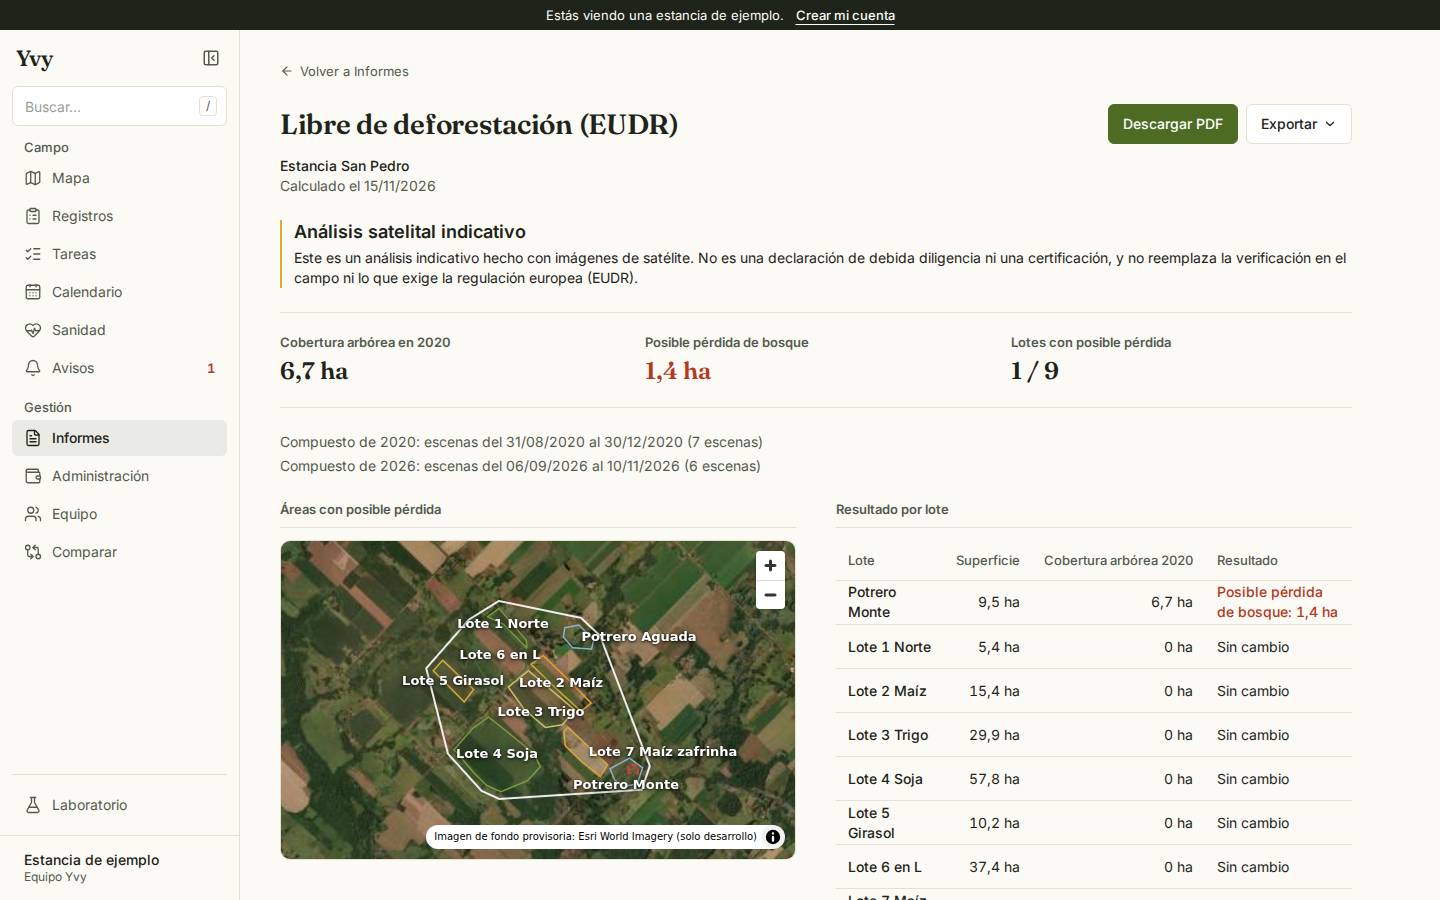 Estás viendo una estancia de ejemplo. Crear mi cuenta
Yvy
Buscar... /
Campo
Mapa
Registros
Tareas
Calendario
Sanidad
Avisos 1
Gestión
Informes
Administración
Equipo
Comparar
Laboratorio
Estancia de ejemplo
Equipo Yvy
Volver a Informes
Libre de deforestación (EUDR)
Descargar PDF
Exportar
Estancia San Pedro
Calculado el 15/11/2026
Análisis satelital indicativo
Este es un análisis indicativo hecho con imágenes de satélite. No es una declaración de debida diligencia ni una certificación, y no reemplaza la verificación en el
campo ni lo que exige la regulación europea (EUDR).
Cobertura arbórea en 2020
6,7 ha
Posible pérdida de bosque
1,4 ha
Lotes con posible pérdida
1 / 9
Compuesto de 2020: escenas del 31/08/2020 al 30/12/2020 (7 escenas)
Compuesto de 2026: escenas del 06/09/2026 al 10/11/2026 (6 escenas)
Áreas con posible pérdida
Lote 1 Norte
Potrero Aguada
Lote 6 en L
Lote 5 Girasol
Lote 2 Maíz
Lote 3 Trigo
Lote 4 Soja
Lote 7 Maíz zafrinha
Potrero Monte
Imagen de fondo provisoria: Esri World Imagery (solo desarrollo)
Resultado por lote
Lote Superficie Cobertura arbórea 2020 Resultado
Potrero
Monte 9,5 ha 6,7 ha Posible pérdida
de bosque: 1,4 ha
Lote 1 Norte 5,4 ha 0 ha Sin cambio
Lote 2 Maíz 15,4 ha 0 ha Sin cambio
Lote 3 Trigo 29,9 ha 0 ha Sin cambio
Lote 4 Soja 57,8 ha 0 ha Sin cambio
Lote 5
Girasol 10,2 ha 0 ha Sin cambio
Lote 6 en L 37,4 ha 0 ha Sin cambio
Lote 7 Maíz